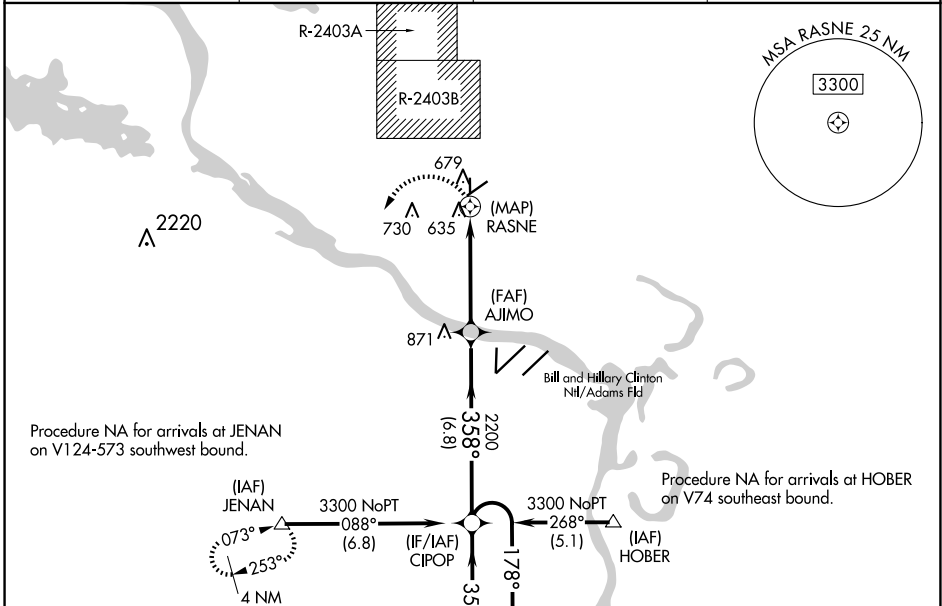 R-2403A
R-2403B
MSA RASNE 25 NM
3300
679
730
635
(MAP)
RASNE
2220
(FAF)
AJIMO
871
Bill and Hillary Clinton
Ntl/Adams Fld
2200
358°
(6.8)
Procedure NA for arrivals at JENAN
on V124-573 southwest bound.
Procedure NA for arrivals at HOBER
on V74 southeast bound.
(IAF)
JENAN
3300 NoPT
088°
(6.8)
(IF/IAF)
CIPOP
3300 NoPT
268°
(5.1)
(IAF)
HOBER
073°
253°
4 NM
178°
35